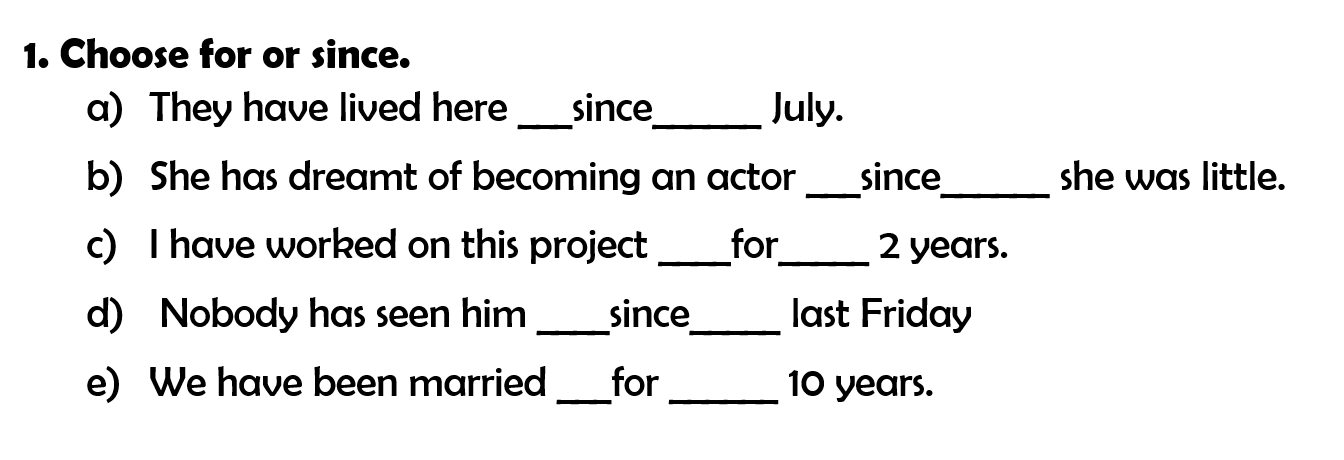 1. Choose for or since.
a) They have lived here ___since______ July.
b) She has dreamt of becoming an actor ___since______ she was little.
c) I have worked on this project ____for_____ 2 years.
d) Nobody has seen him ____since_____ last Friday
e) We have been married ___for ______ 10 years.